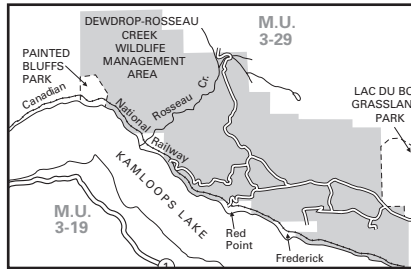 DEWDROP-ROSSEAU
CREEK
WILDLIFE
MANAGEMENT
AREA
M.U.
3-29
PAINTED
BLUFFS
PARK
Canadian
National
Railway
Rosseau Cr.
LAC DU BO
GRASSLAN
PARK
KAMLOOPS LAKE
M.U.
3-19
Red
Point
Frederick
1